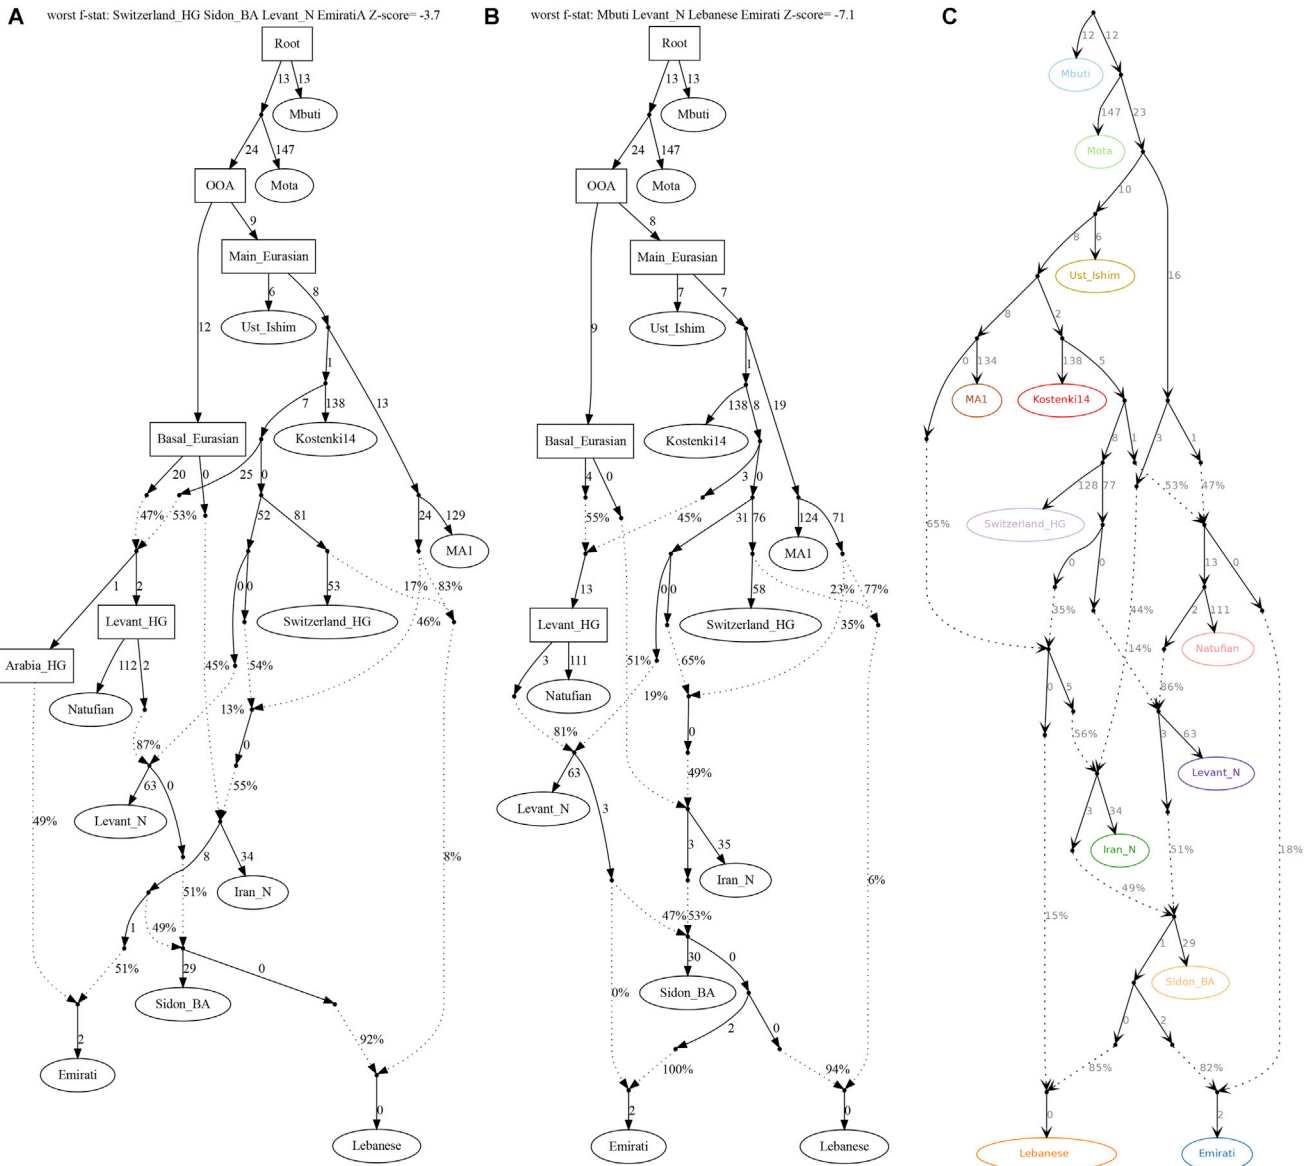 A worst f-stat: Switzerland_HG Sidon_BA Levant_N EmiratiA Z-score= -3.7
Root
13 13
Mbuti
24 147
OOA Mota
9
Main_Eurasian
6 8
12 Ust_Ishim
1
7 138 13
Basal_Eurasian Kostenki14
20 0 25 0
47% 53% 52 81 24 129
MA1
1 2 0 0 53 17% 83%
Levant_HG Switzerland_HG 46%
Arabia_HG 112 2 45% 54%
Natufian 13%
0
87% 55%
63 0
49% Levant_N 8 34 8%
51% Iran_N
1 49%
51% 29 0
Sidon_BA
2 92%
Emirati
0
Lebanese
B worst f-stat: Mbuti Levant_N Lebanese Emirati Z-score= -7.1
Root
13 13
Mbuti
24 147
OOA Mota
8
Main_Eurasian
7 7
9 Ust_Ishim
1
138 8 19
Basal_Eurasian Kostenki14
4 0 3 0
55% 45% 31 76 124 71
MA1
13 0 0 58 23% 77%
Levant_HG Switzerland_HG 35%
3 111 51% 65%
Natufian 19%
81% 0
63 49%
Levant_N 3 3 35
Iran_N 6%
47% 53%
30 0
0% Sidon_BA
2 0
100% 94%
2 0
Emirati Lebanese
C
12 12
Mbuti
147 23
Mota
10
8 6
Ust_Ishim 16
8 2
0 134 138 5
MA1 Kostenki14
8 1 3 1
128 77 53% 47%
65% Switzerland_HG
0 0 13 0
35% 44% 2 111
14% Natufian
0 5 86%
56% 3 63
Levant_N
3 34
Iran_N 51% 18%
49%
15%
1 29
Sidon_BA
0 2
85% 82%
0 2
Lebanese Emirati